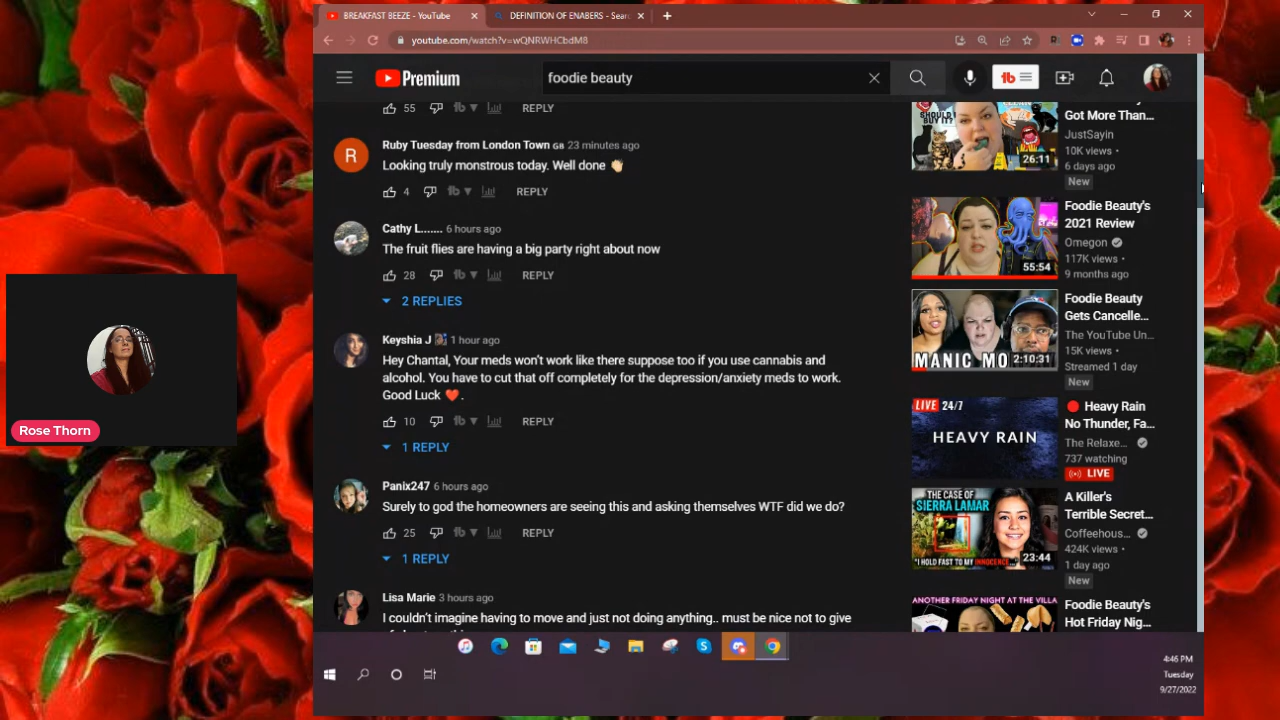 BREAKFAST BEEZE - YouTube
DEFINITION OF ENABERS - Sear
youtube.com/watch?v=wQNRWHCbdM8
Premium
foodie beauty
55
REPLY
Ruby Tuesday from London Town GB 23 minutes ago
Looking truly monstrous today. Well done 👏🏼
4
REPLY
Cathy L....... 6 hours ago
The fruit flies are having a big party right about now
28
REPLY
2 REPLIES
Keyshia J 1 hour ago
Hey Chantal, Your meds won't work like there suppose too if you use cannabis and
alcohol. You have to cut that off completely for the depression/anxiety meds to work.
Good Luck ❤️ .
10
REPLY
1 REPLY
Panix247 6 hours ago
Surely to god the homeowners are seeing this and asking themselves WTF did we do?
25
REPLY
1 REPLY
Lisa Marie 3 hours ago
I couldn't imagine having to move and just not doing anything.. must be nice not to give
Rose Thorn
SHOULD
BUY IT?
26:11
Got More Than...
JustSayin
10K views •
6 days ago
New
55:54
Foodie Beauty's
2021 Review
Omegon
117K views •
9 months ago
MANIC MO
2:10:31
Foodie Beauty
Gets Cancelle...
The YouTube Un...
15K views •
Streamed 1 day
New
LIVE 24/7
HEAVY RAIN
Heavy Rain
No Thunder, Fa...
The Relaxe...
737 watching
LIVE
THE CASE OF
SIERRA LAMAR
"I HOLD FAST TO MY INNOCENCE..."
23:44
A Killer's
Terrible Secret...
Coffeehous...
424K views •
1 day ago
New
ANOTHER FRIDAY NIGHT AT THE VILLA
Foodie Beauty's
Hot Friday Nig...
4:46 PM
Tuesday
9/27/2022